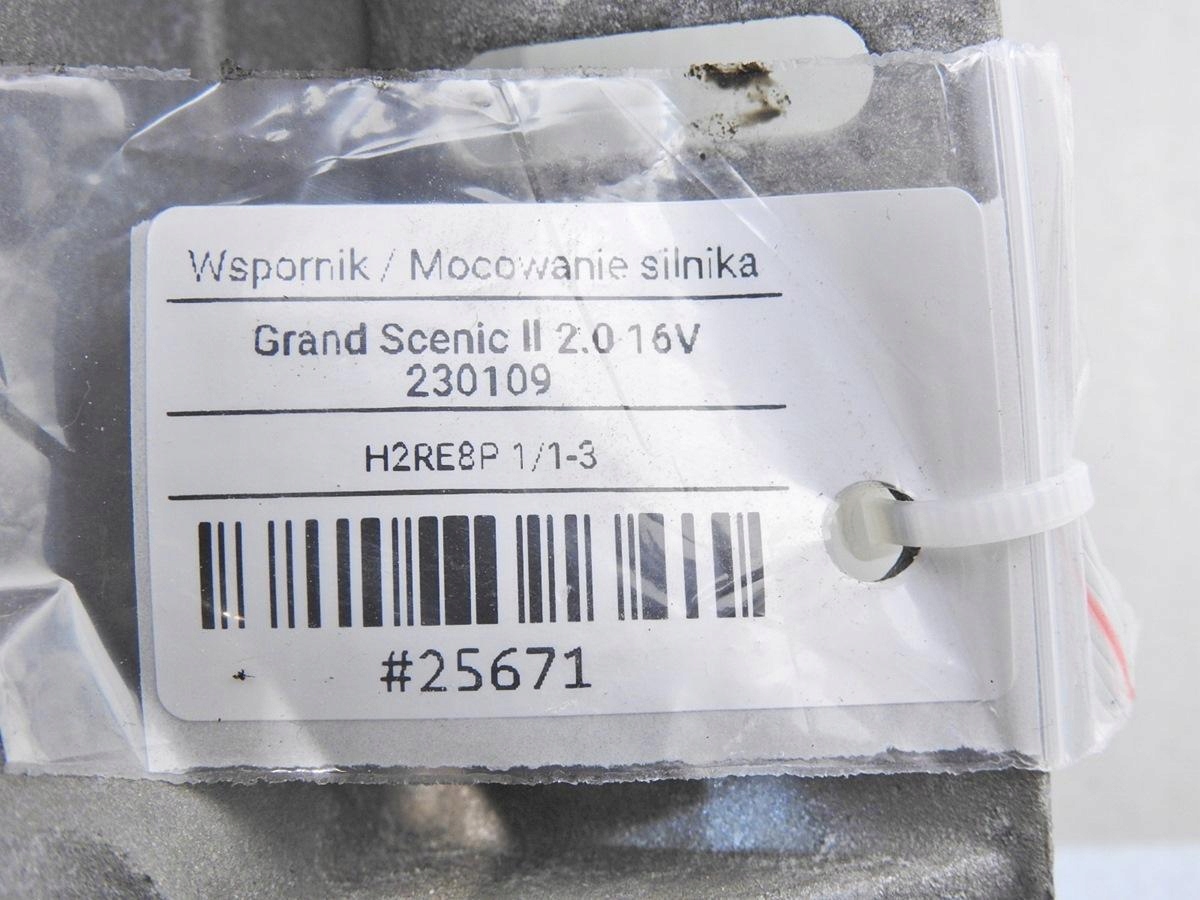 Wspornik / Mocowanie silnika
Grand Scenic II 2.0 16V
230109
H2RE8P 1/1-3
#25671